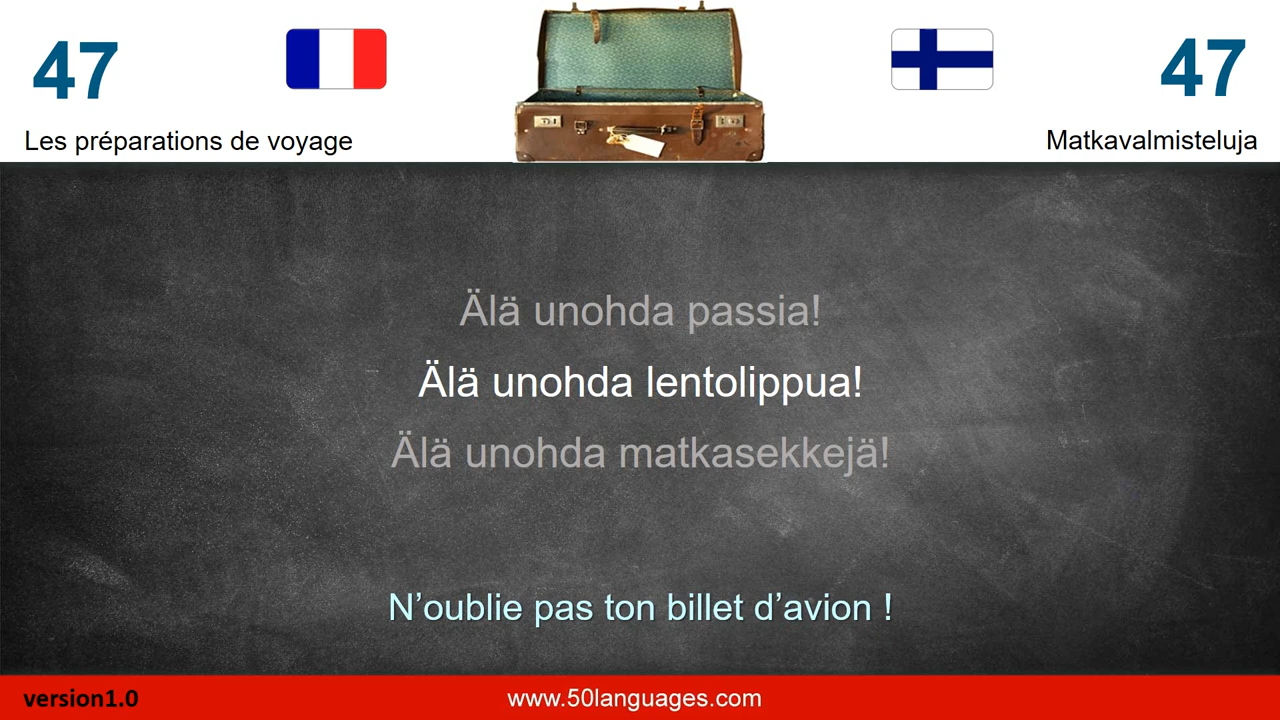 47
47
Les préparations de voyage
Matkavalmisteluja
Älä unohda passia!
Älä unohda lentolippua!
Älä unohda matkasekkejä!
N’oublie pas ton billet d’avion !
version1.0
www.50languages.com